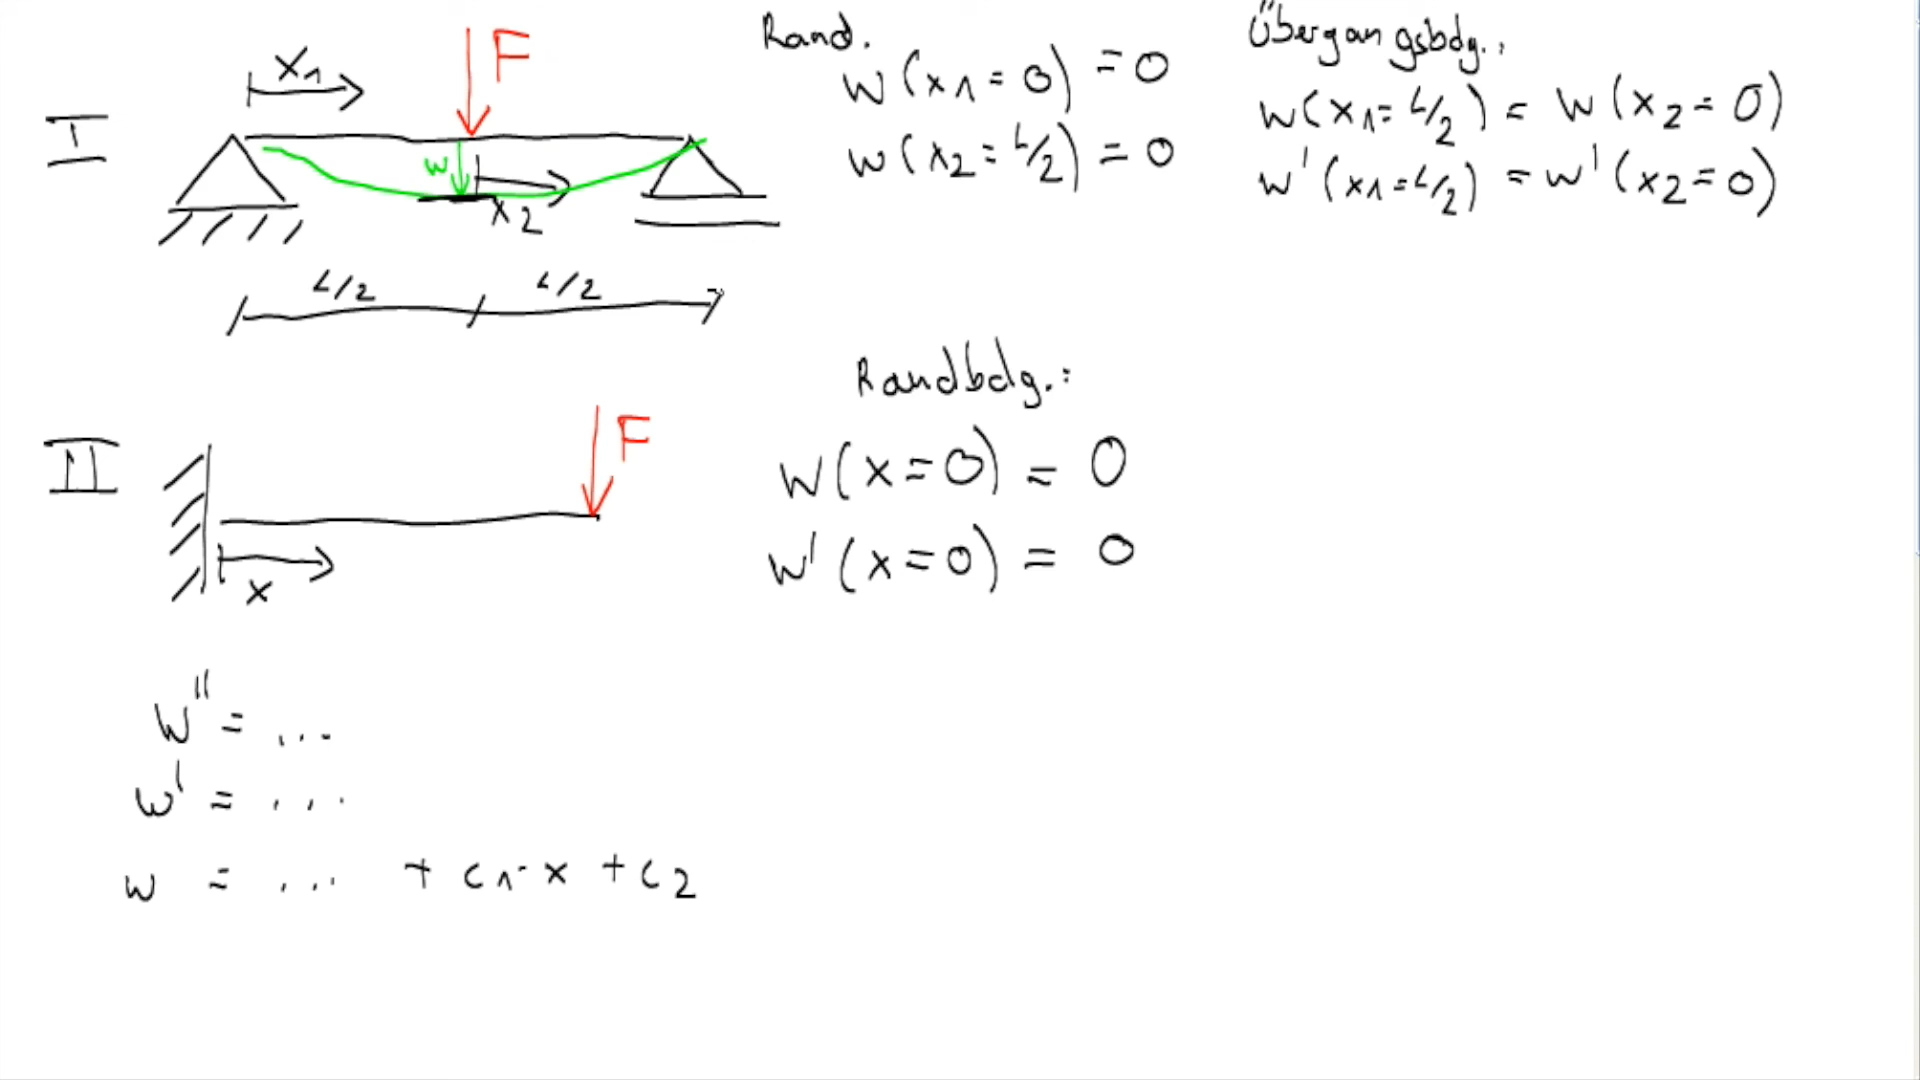 I
x1
F
w
x2
L/2 L/2
Rand.
w(x1=0) = 0
w(x2=L/2) = 0
Übergangsbdg.:
w(x1=L/2) = w(x2=0)
w'(x1=L/2) = w'(x2=0)
II
F
x
Randbdg.:
w(x=0) = 0
w'(x=0) = 0
w'' = ...
w' = ...
w = ... + c1·x + c2